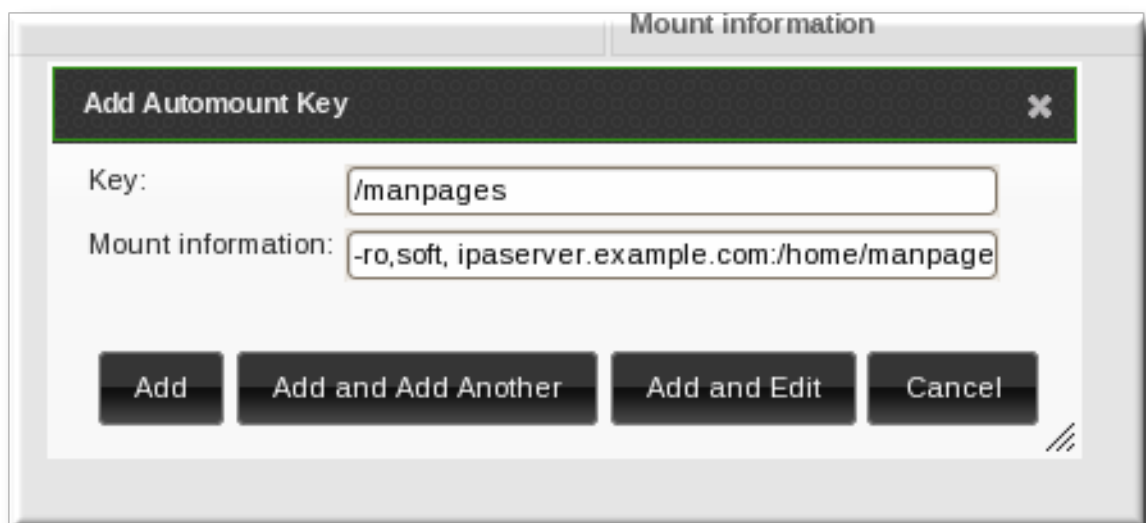 Mount information
Add Automount Key
Key:
/manpages
Mount information:
-ro,soft, ipaserver.example.com:/home/manpage
Add
Add and Add Another
Add and Edit
Cancel